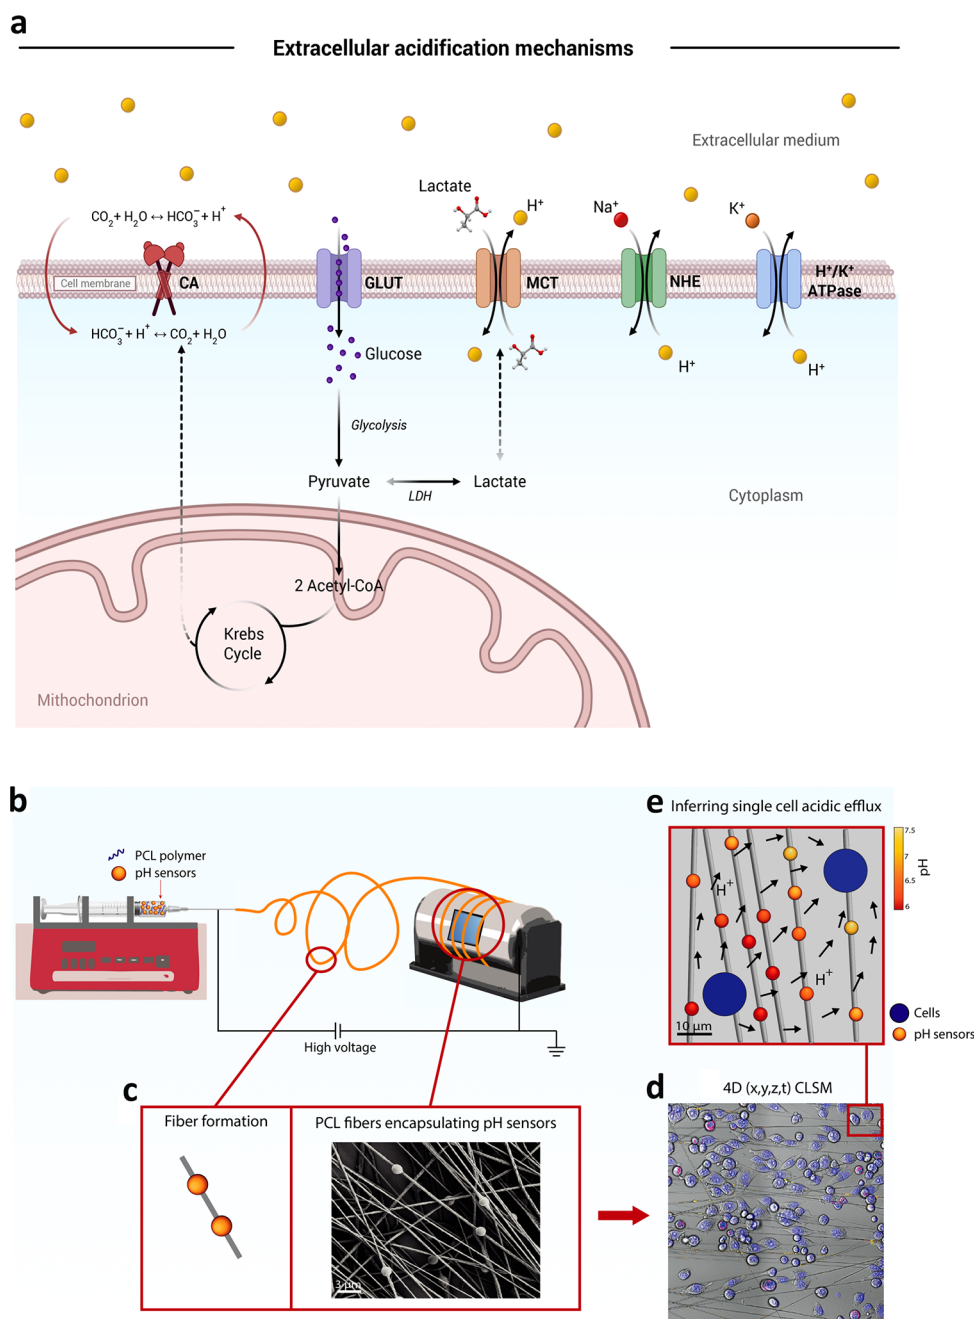 a
Extracellular acidification mechanisms
Extracellular medium
Lactate
H⁺
Na⁺
K⁺
CO₂ + H₂O ↔ HCO₃⁻ + H⁺
Cell membrane
CA
GLUT
MCT
NHE
H⁺/K⁺
ATPase
HCO₃⁻ + H⁺ ↔ CO₂ + H₂O
Glucose
H⁺
H⁺
Glycolysis
Pyruvate
LDH
Lactate
Cytoplasm
2 Acetyl-CoA
Krebs
Cycle
Mithochondrion
b
PCL polymer
pH sensors
High voltage
c
Fiber formation
PCL fibers encapsulating pH sensors
3 µm
e
Inferring single cell acidic efflux
H⁺
H⁺
10 µm
7.5
7
6.5
6
pH
Cells
pH sensors
d
4D (x,y,z,t) CLSM